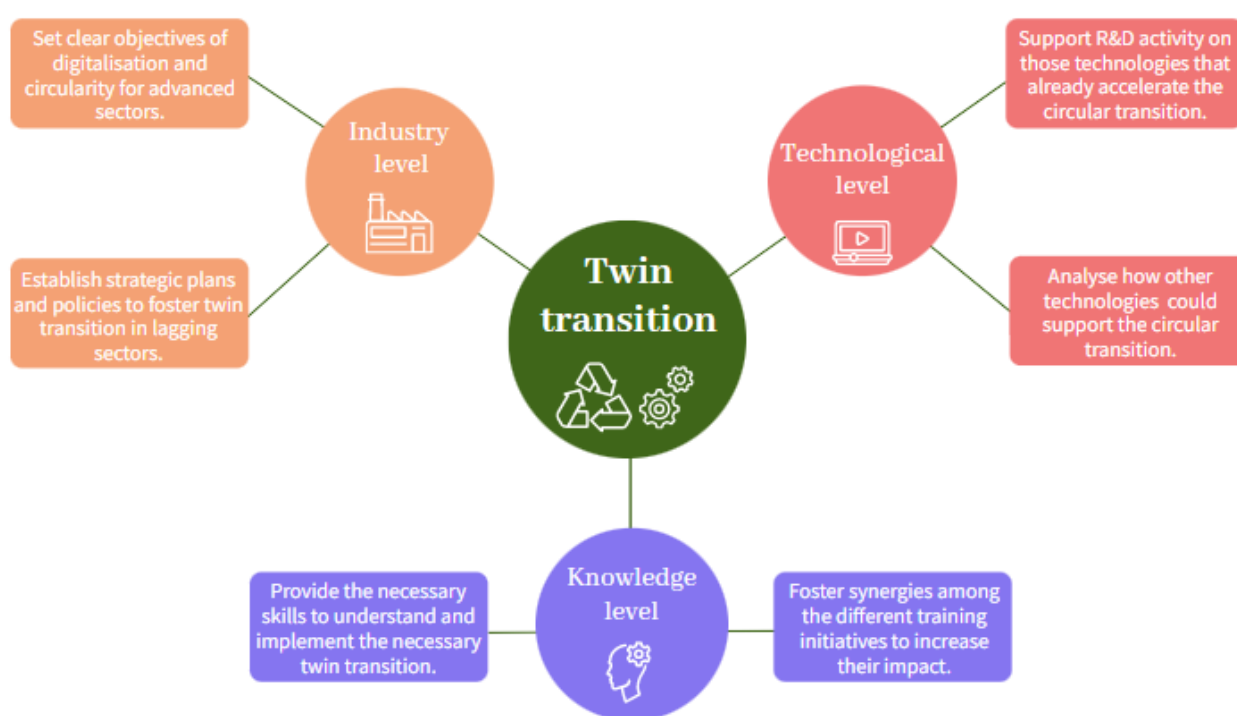 Set clear objectives of
digitalisation and
circularity for advanced
sectors.
Industry
level
Establish strategic plans
and policies to foster twin
transition in lagging
sectors.
Twin
transition
Technological
level
Support R&D activity on
those technologies that
already accelerate the
circular transition.
Analyse how other
technologies could
support the circular
transition.
Knowledge
level
Provide the necessary
skills to understand and
implement the necessary
twin transition.
Foster synergies among
the different training
initiatives to increase
their impact.